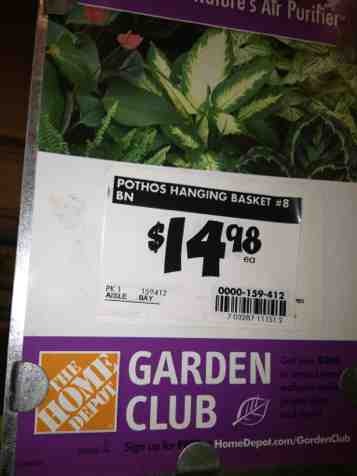 Nature's Air Purifier
POTHOS HANGING BASKET #8
BN
$14.98
ea
PK 1 159412
AISLE BAY
0000-159-412
THE HOME DEPOT
GARDEN
CLUB
Sign up for
HomeDepot.com/GardenClub